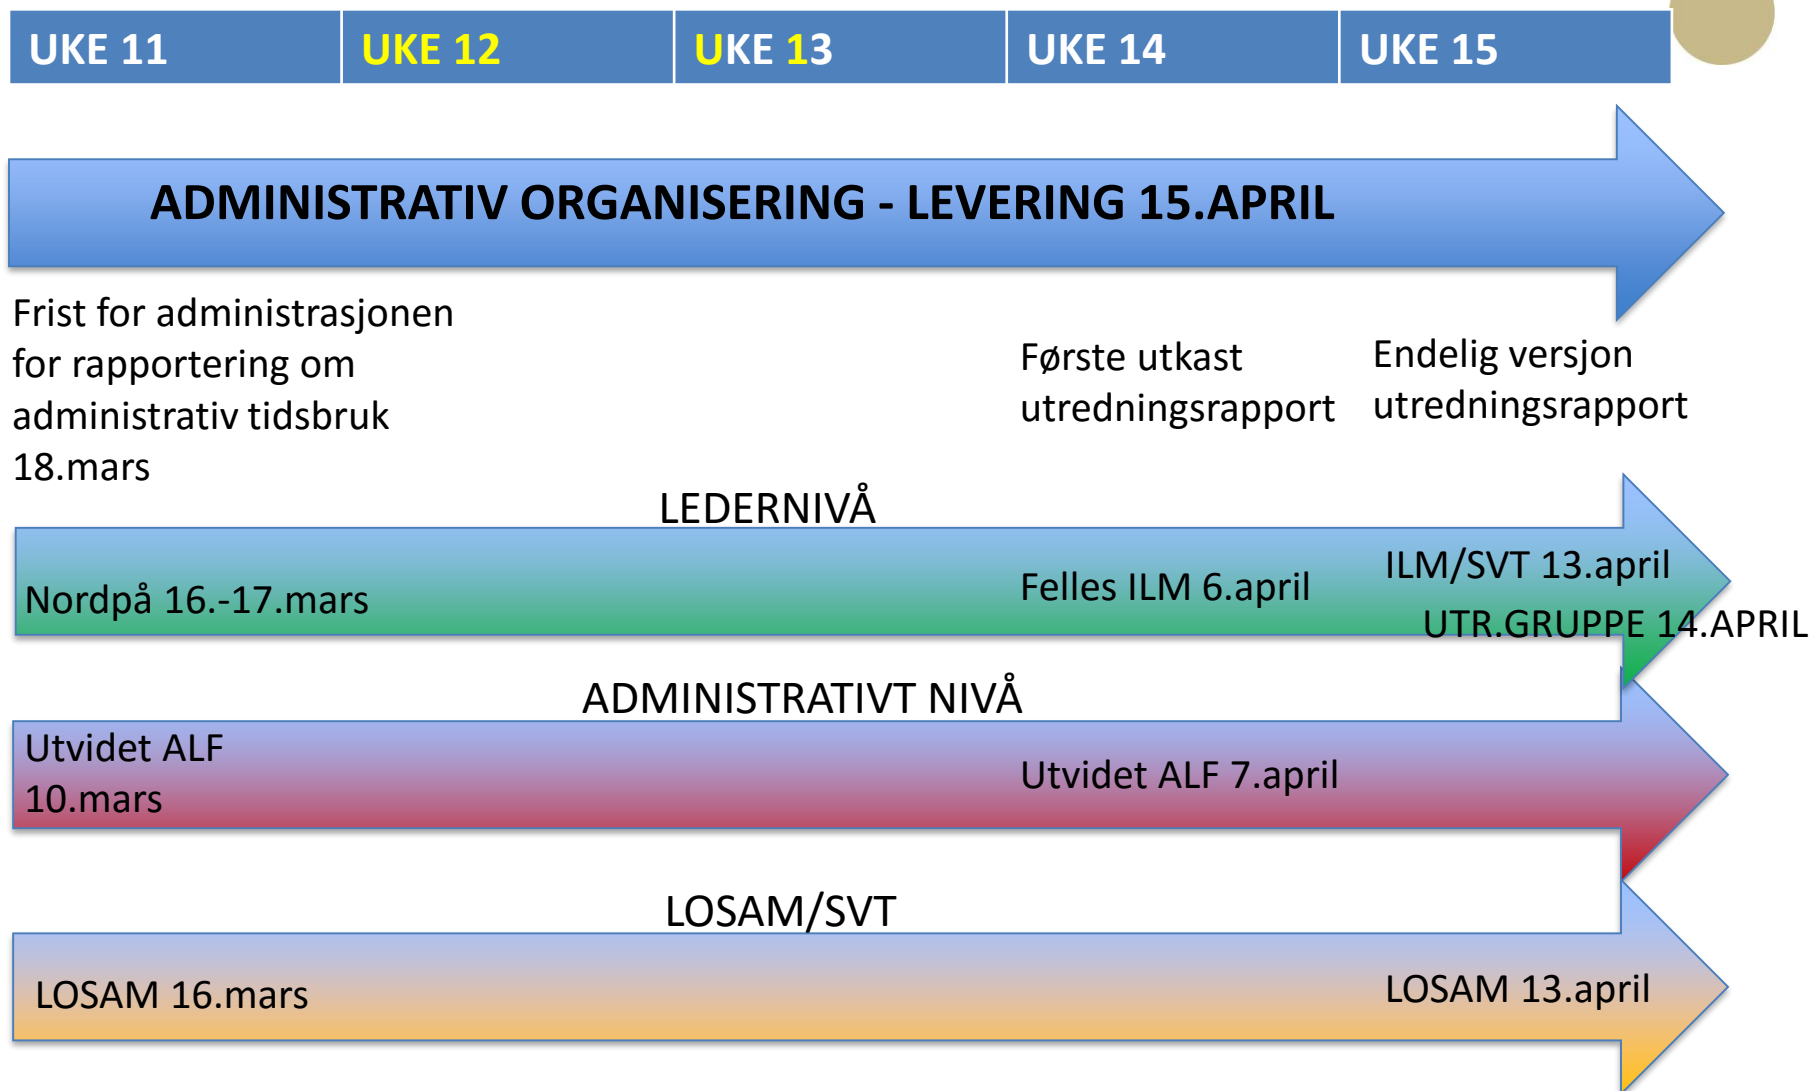 UKE 11 UKE 12 UKE 13 UKE 14 UKE 15
ADMINISTRATIV ORGANISERING - LEVERING 15.APRIL
Frist for administrasjonen
for rapportering om
administrativ tidsbruk
18.mars
Første utkast
utredningsrapport
Endelig versjon
utredningsrapport
LEDERNIVÅ
Nordpå 16.-17.mars
Felles ILM 6.april
ILM/SVT 13.april
UTR.GRUPPE 14.APRIL
ADMINISTRATIVT NIVÅ
Utvidet ALF
10.mars
Utvidet ALF 7.april
LOSAM/SVT
LOSAM 16.mars
LOSAM 13.april